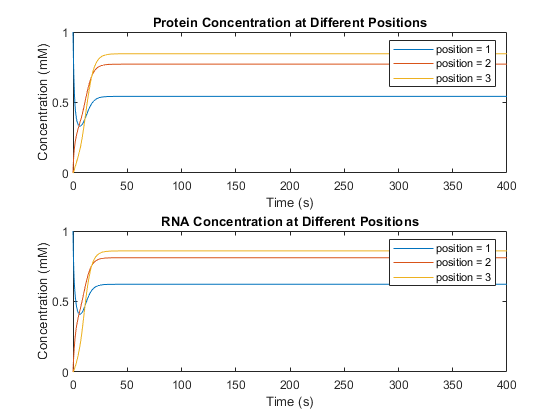 Protein Concentration at Different Positions
Concentration (mM)
1
0.5
0
position = 1
position = 2
position = 3
0 50 100 150 200 250 300 350 400
Time (s)
RNA Concentration at Different Positions
Concentration (mM)
1
0.5
0
position = 1
position = 2
position = 3
0 50 100 150 200 250 300 350 400
Time (s)